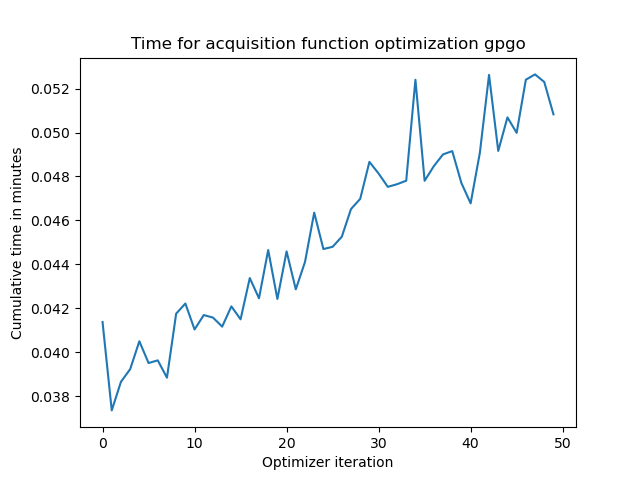 Time for acquisition function optimization gpgo
Cumulative time in minutes
0.052
0.050
0.048
0.046
0.044
0.042
0.040
0.038
0 10 20 30 40 50
Optimizer iteration